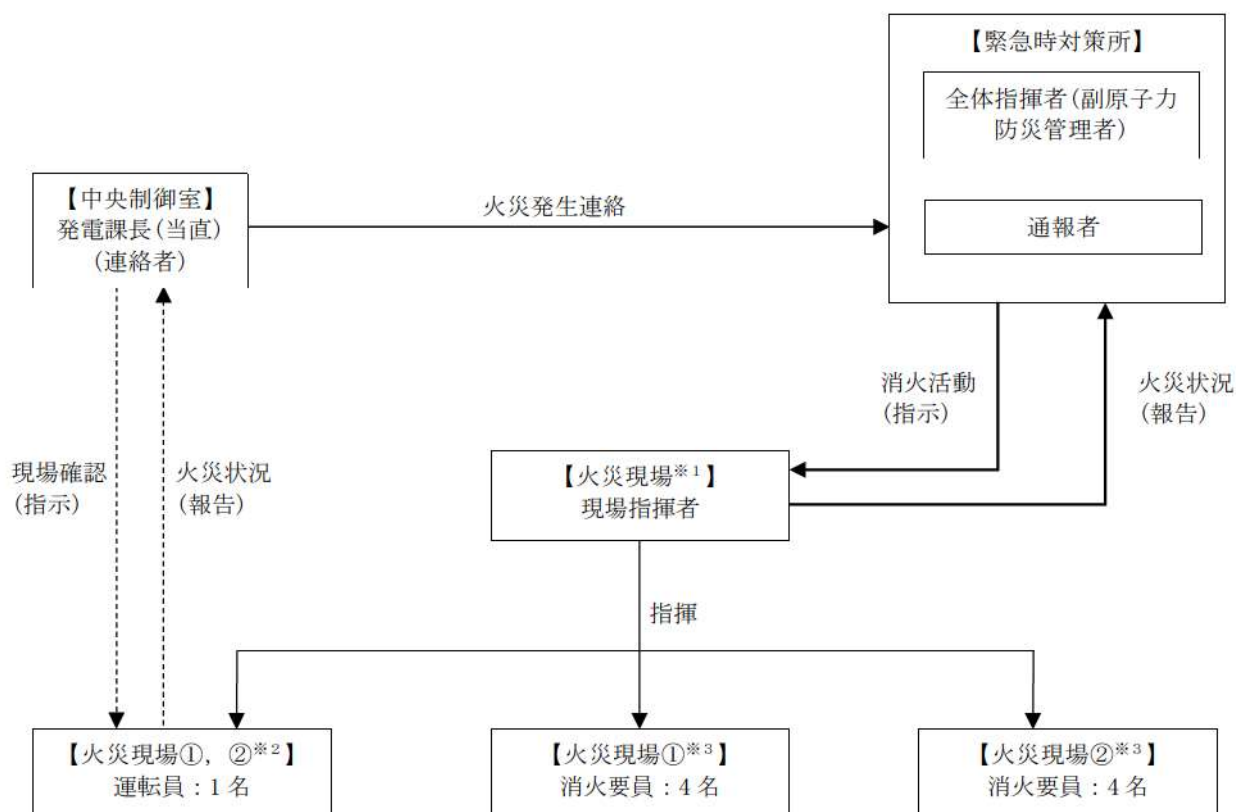 【緊急時対策所】
全体指揮者(副原子力
防災管理者)
通報者
【中央制御室】
発電課長(当直)
(連絡者)
火災発生連絡
消火活動
(指示)
火災状況
(報告)
現場確認
(指示)
火災状況
(報告)
【火災現場※1】
現場指揮者
指揮
【火災現場①,②※2】
運転員:1名
【火災現場①※3】
消火要員:4名
【火災現場②※3】
消火要員:4名